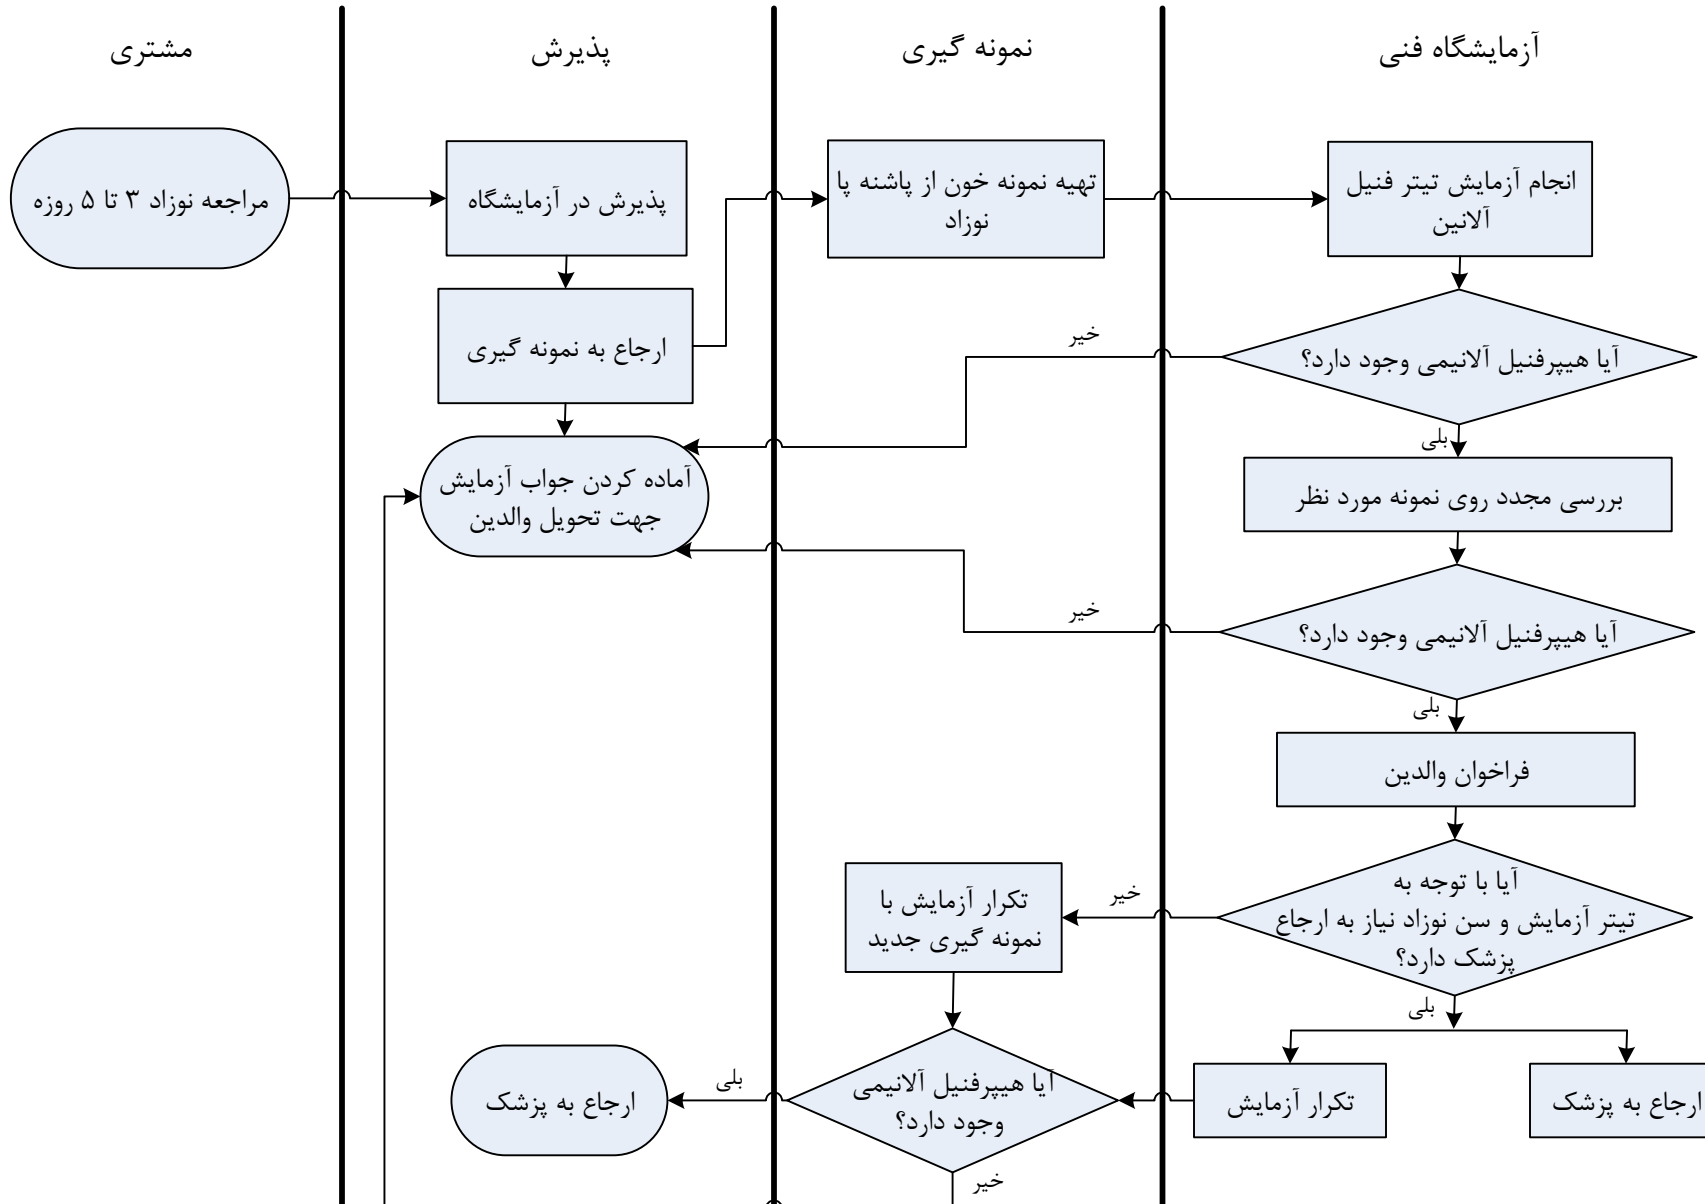 مشتری
پذیرش
نمونه گیری
آزمایشگاه فنی
مراجعه نوزاد ۳ تا ۵ روزه
پذیرش در آزمایشگاه
ارجاع به نمونه گیری
تهیه نمونه خون از پاشنه پا
نوزاد
انجام آزمایش تیتر فنیل
آلانین
آیا هیپرفنیل آلانیمی وجود دارد؟
خیر
بلی
آماده کردن جواب آزمایش
جهت تحویل والدین
بررسی مجدد روی نمونه مورد نظر
آیا هیپرفنیل آلانیمی وجود دارد؟
خیر
بلی
فراخوان والدین
آیا با توجه به
تیتر آزمایش و سن نوزاد نیاز به ارجاع
پزشک دارد؟
خیر
بلی
تکرار آزمایش با
نمونه گیری جدید
ارجاع به پزشک
تکرار آزمایش
آیا هیپرفنیل آلانیمی
وجود دارد؟
بلی
خیر
ارجاع به پزشک